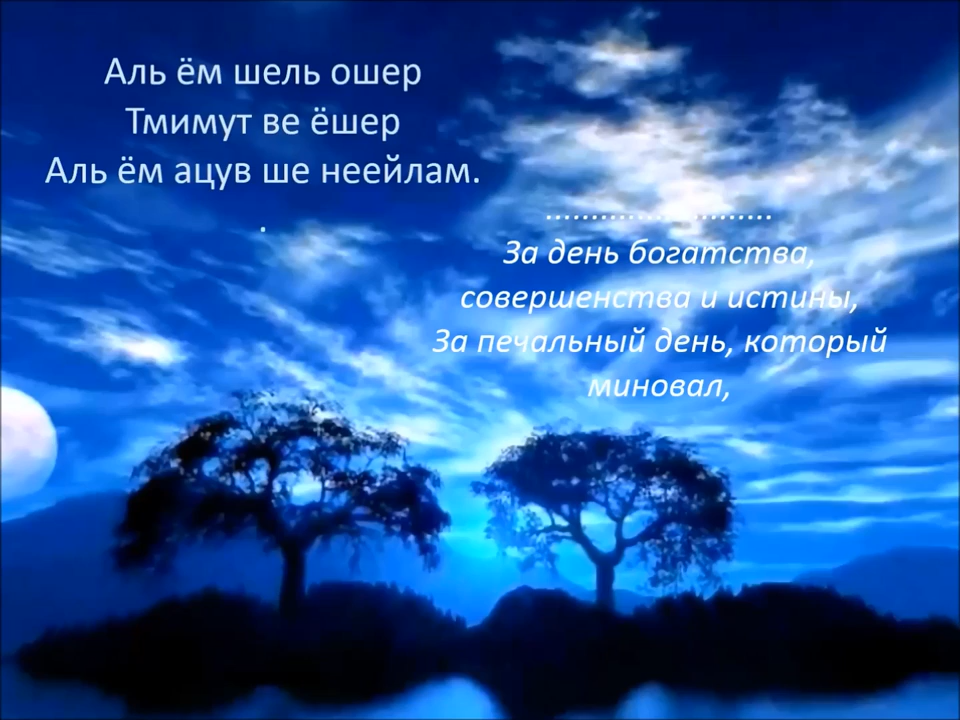 Аль ём шель ошер
Тмимут ве ёшер
Аль ём ацув ше неейлам.
.
.........................
За день богатства,
совершенства и истины,
За печальный день, который
миновал,